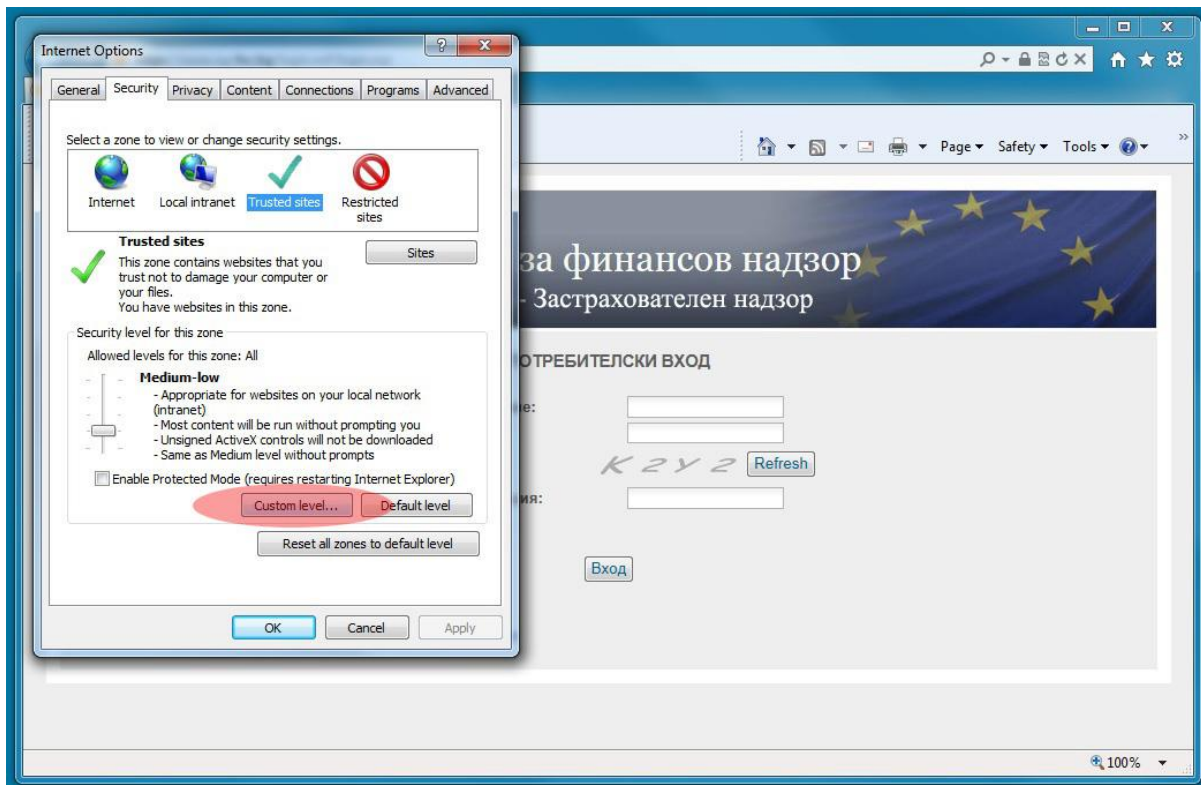 Internet Options
General Security Privacy Content Connections Programs Advanced
Select a zone to view or change security settings.
Internet Local intranet Trusted sites Restricted sites
Trusted sites
Sites
This zone contains websites that you
trust not to damage your computer or
your files.
You have websites in this zone.
Security level for this zone
Allowed levels for this zone: All
Medium-low
- Appropriate for websites on your local network
(intranet)
- Most content will be run without prompting you
- Unsigned ActiveX controls will not be downloaded
- Same as Medium level without prompts
Enable Protected Mode (requires restarting Internet Explorer)
Custom level... Default level
Reset all zones to default level
OK Cancel Apply
Page Safety Tools
за финансов надзор
- Застрахователен надзор
ОТРЕБИТЕЛСКИ ВХОД
K 2 Y 2 Refresh
ия:
Вход
100%